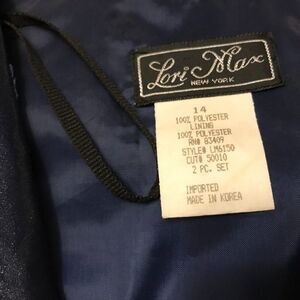 Lori Max
NEW YORK
14
100% POLYESTER
LINING
100% POLYESTER
RN# 83409
STYLE# LM6150
CUT# 50010
2 PC. SET
IMPORTED
MADE IN KOREA